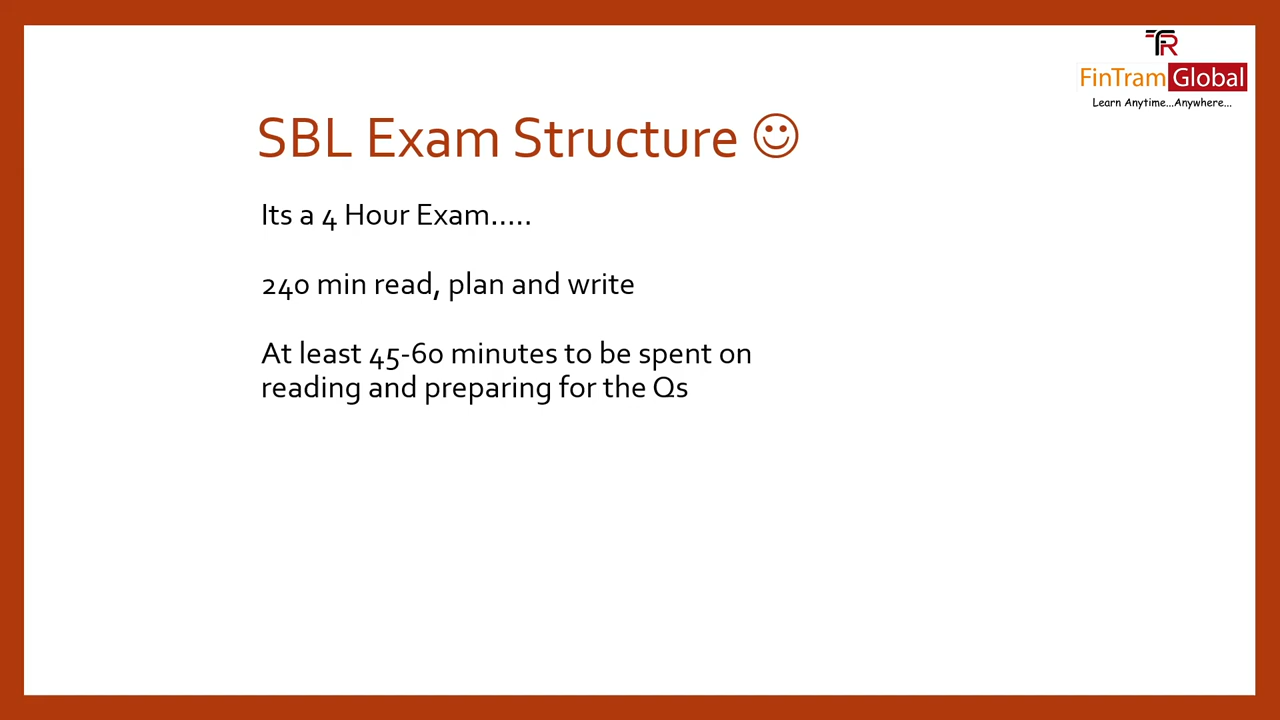 TR
FinTram Global
Learn Anytime...Anywhere...
SBL Exam Structure ☺
Its a 4 Hour Exam.....
240 min read, plan and write
At least 45-60 minutes to be spent on
reading and preparing for the Qs